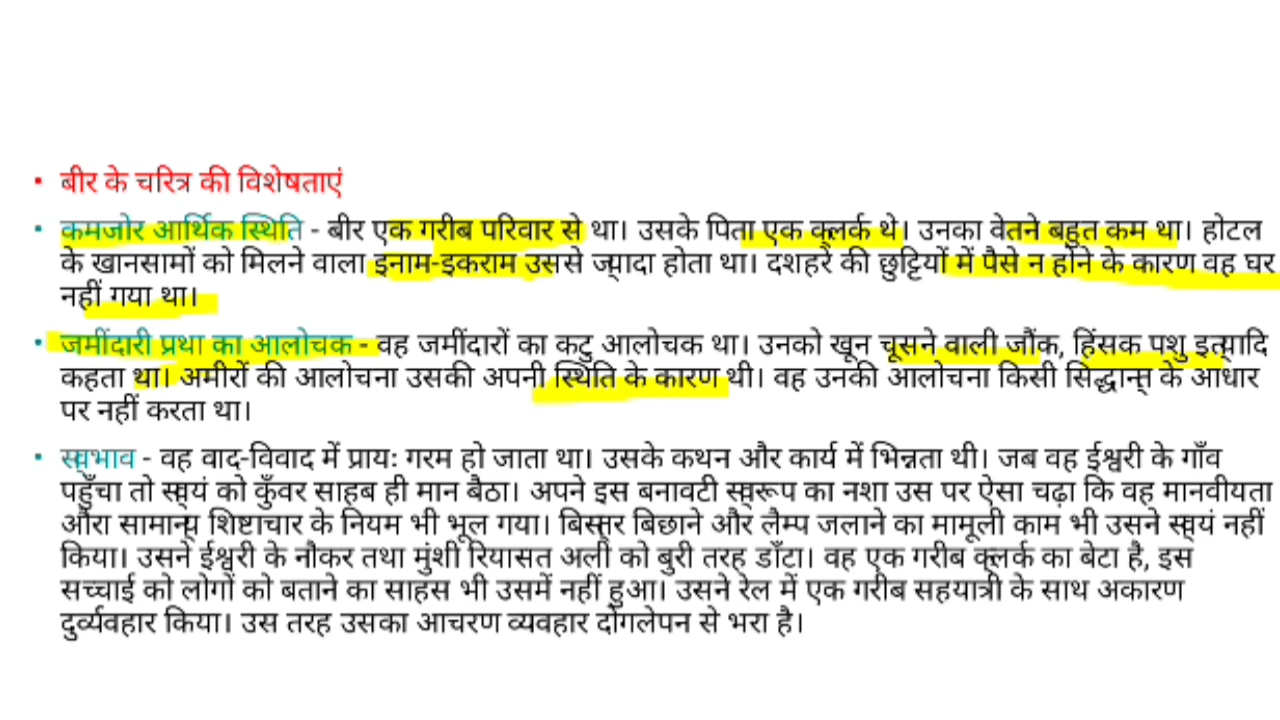 • बीर के चरित्र की विशेषताएं
• कमजोर आर्थिक स्थिति - बीर एक गरीब परिवार से था। उसके पिता एक क्लर्क थे। उनका वेतने बहुत कम था। होटल
के खानसामों को मिलने वाला इनाम-इकराम उससे ज्यादा होता था। दशहरे की छुट्टियों में पैसे न होने के कारण वह घर
नहीं गया था।
• जमींदारी प्रथा का आलोचक - वह जमींदारों का कटु आलोचक था। उनको खून चूसने वाली जौंक, हिंसक पशु इत्यादि
कहता था। अमीरों की आलोचना उसकी अपनी स्थिति के कारण थी। वह उनकी आलोचना किसी सिद्धान्त के आधार
पर नहीं करता था।
• स्वभाव - वह वाद-विवाद में प्रायः गरम हो जाता था। उसके कथन और कार्य में भिन्नता थी। जब वह ईश्वरी के गाँव
पहुँचा तो स्वयं को कुँवर साहब ही मान बैठा। अपने इस बनावटी स्वरूप का नशा उस पर ऐसा चढ़ा कि वह मानवीयता
औरा सामान्य शिष्टाचार के नियम भी भूल गया। बिस्तर बिछाने और लैम्प जलाने का मामूली काम भी उसने स्वयं नहीं
किया। उसने ईश्वरी के नौकर तथा मुंशी रियासत अली को बुरी तरह डाँटा। वह एक गरीब क्लर्क का बेटा है, इस
सच्चाई को लोगों को बताने का साहस भी उसमें नहीं हुआ। उसने रेल में एक गरीब सहयात्री के साथ अकारण
दुर्व्यवहार किया। उस तरह उसका आचरण व्यवहार दोगलेपन से भरा है।